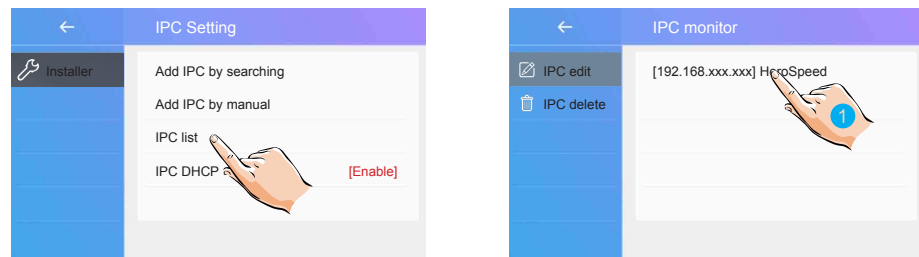 ← IPC Setting
Installer
Add IPC by searching
Add IPC by manual
IPC list
IPC DHCP [Enable]
← IPC monitor
IPC edit
IPC delete
[192.168.xxx.xxx] HeroSpeed
1